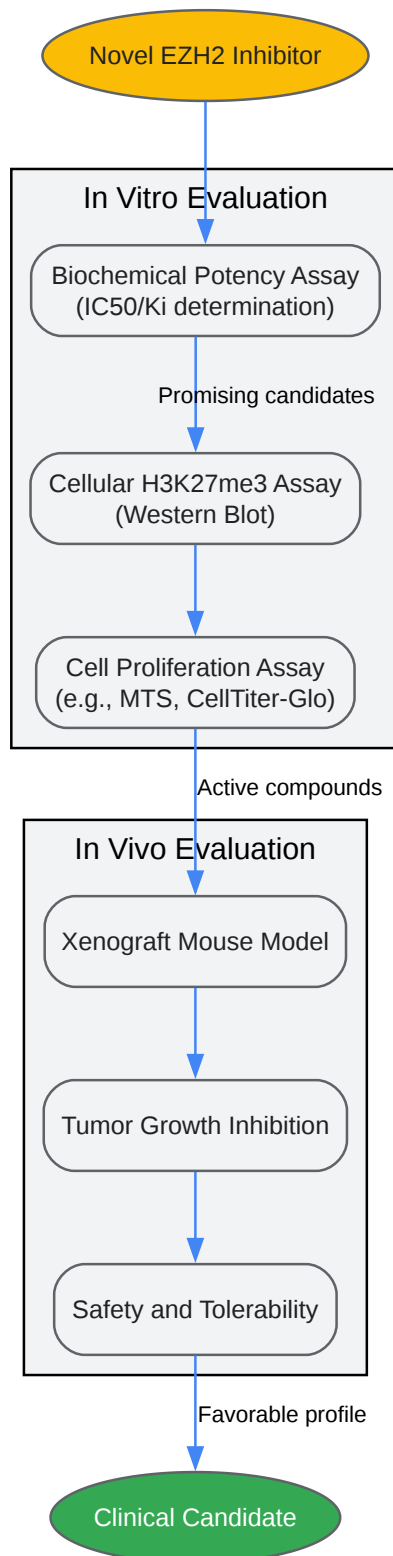 Novel EZH2 Inhibitor
In Vitro Evaluation
Biochemical Potency Assay
(IC50/Ki determination)
Promising candidates
Cellular H3K27me3 Assay
(Western Blot)
Cell Proliferation Assay
(e.g., MTS, CellTiter-Glo)
Active compounds
In Vivo Evaluation
Xenograft Mouse Model
Tumor Growth Inhibition
Safety and Tolerability
Favorable profile
Clinical Candidate